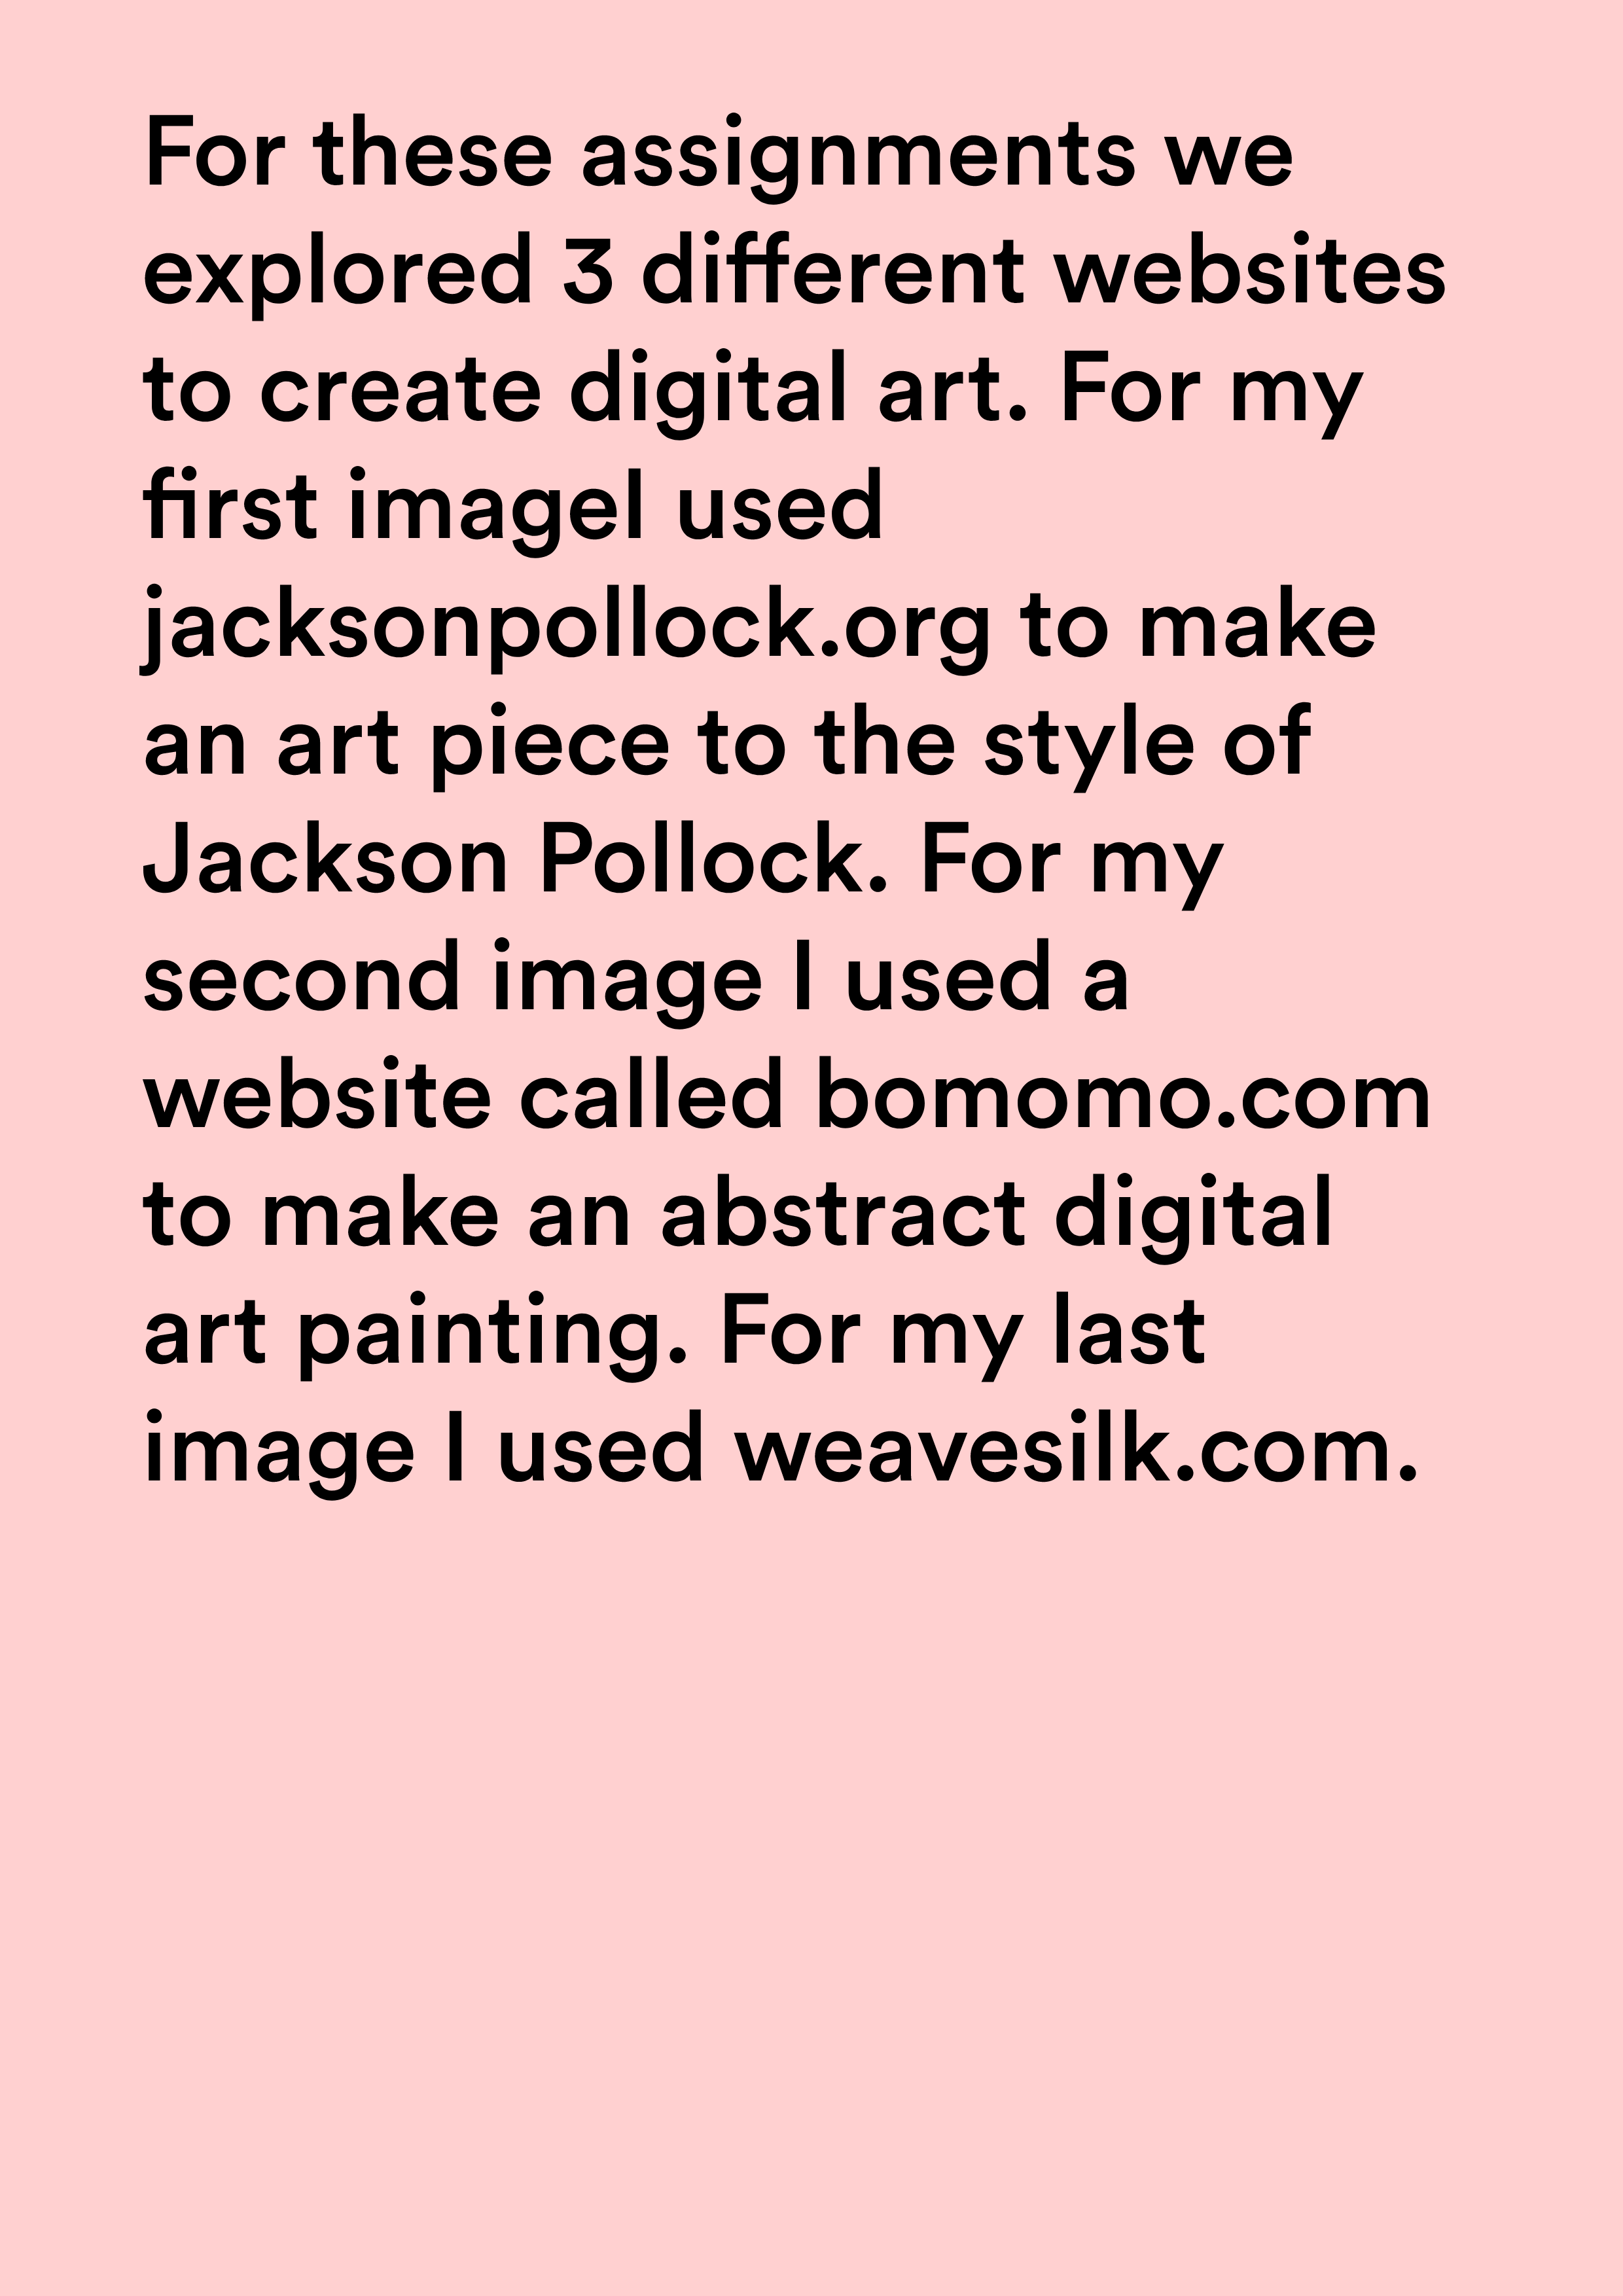 For these assignments we
explored 3 different websites
to create digital art. For my
first imageI used
jacksonpollock.org to make
an art piece to the style of
Jackson Pollock. For my
second image I used a
website called bomomo.com
to make an abstract digital
art painting. For my last
image I used weavesilk.com.